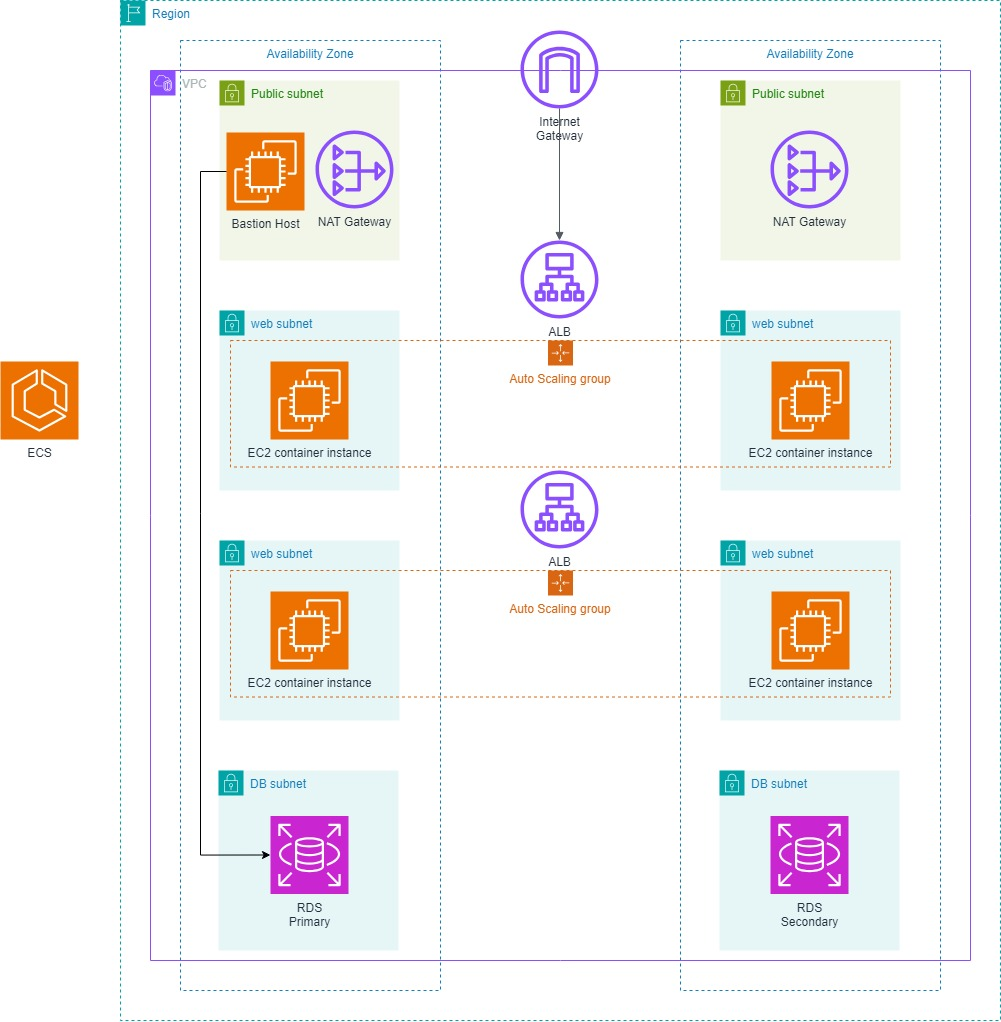 Region
Availability Zone
Availability Zone
VPC
Public subnet
Public subnet
Internet
Gateway
Bastion Host
NAT Gateway
NAT Gateway
web subnet
web subnet
ALB
Auto Scaling group
EC2 container instance
EC2 container instance
ECS
web subnet
web subnet
ALB
Auto Scaling group
EC2 container instance
EC2 container instance
DB subnet
DB subnet
RDS
Primary
RDS
Secondary